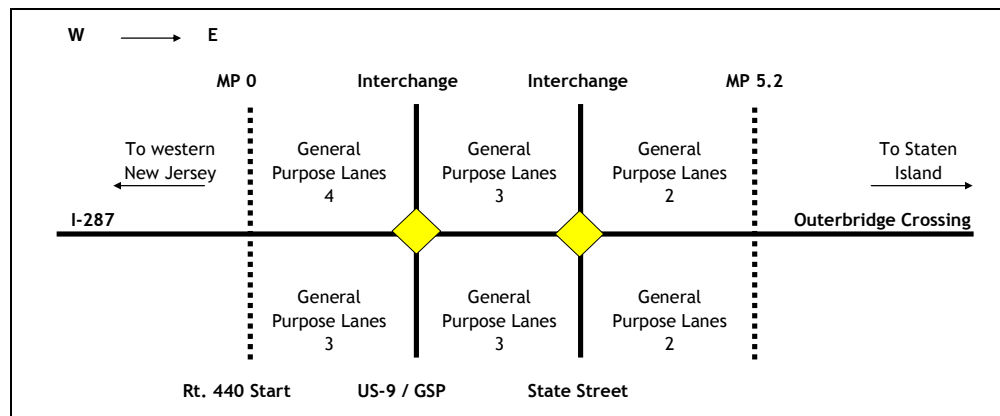 W E
MP 0 Interchange Interchange MP 5.2
To western
New Jersey
General
Purpose Lanes
4
General
Purpose Lanes
3
General
Purpose Lanes
2
To Staten
Island
I-287 Outerbridge Crossing
General
Purpose Lanes
3
General
Purpose Lanes
3
General
Purpose Lanes
2
Rt. 440 Start US-9 / GSP State Street